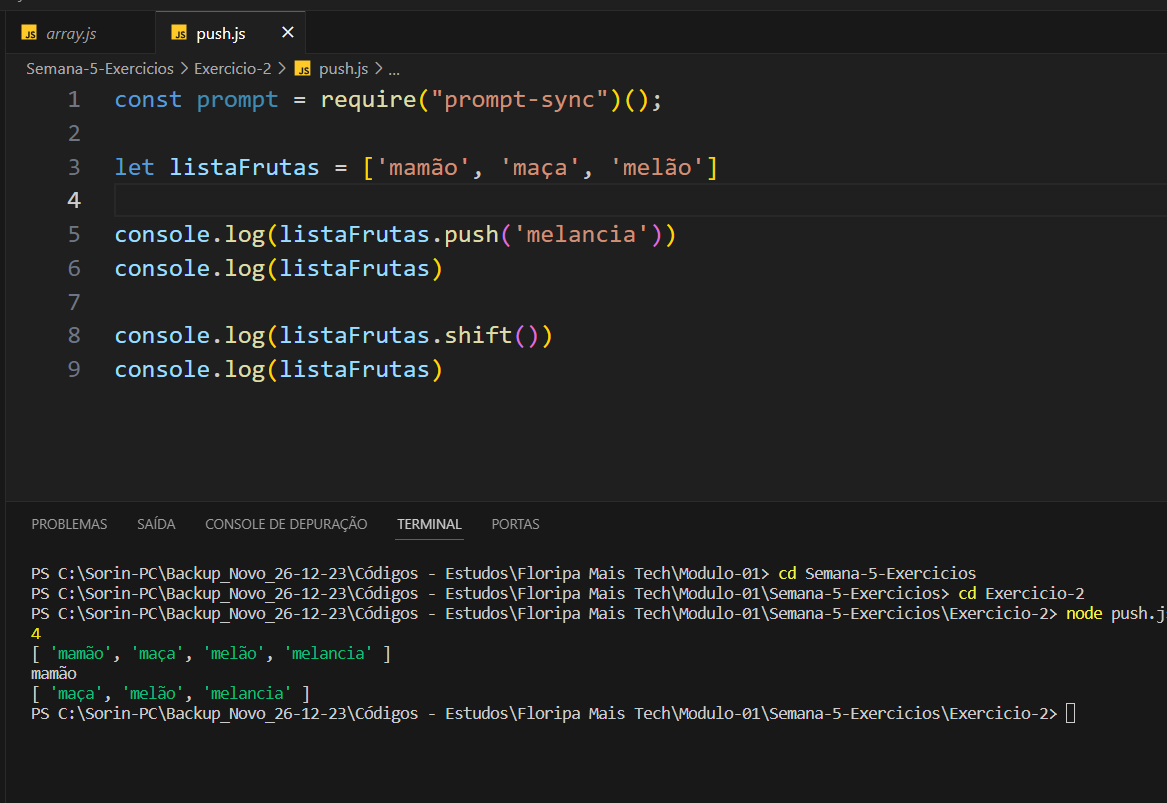 JS array.js JS push.js ×
Semana-5-Exercicios > Exercicio-2 > JS push.js > ...
1 const prompt = require("prompt-sync")();
2
3 let listaFrutas = ['mamão', 'maça', 'melão']
4
5 console.log(listaFrutas.push('melancia'))
6 console.log(listaFrutas)
7
8 console.log(listaFrutas.shift())
9 console.log(listaFrutas)
PROBLEMAS SAÍDA CONSOLE DE DEPURAÇÃO TERMINAL PORTAS
PS C:\Sorin-PC\Backup_Novo_26-12-23\Códigos - Estudos\Floripa Mais Tech\Modulo-01> cd Semana-5-Exercicios
PS C:\Sorin-PC\Backup_Novo_26-12-23\Códigos - Estudos\Floripa Mais Tech\Modulo-01\Semana-5-Exercicios> cd Exercicio-2
PS C:\Sorin-PC\Backup_Novo_26-12-23\Códigos - Estudos\Floripa Mais Tech\Modulo-01\Semana-5-Exercicios\Exercicio-2> node push.js
4
[ 'mamão', 'maça', 'melão', 'melancia' ]
mamão
[ 'maça', 'melão', 'melancia' ]
PS C:\Sorin-PC\Backup_Novo_26-12-23\Códigos - Estudos\Floripa Mais Tech\Modulo-01\Semana-5-Exercicios\Exercicio-2>